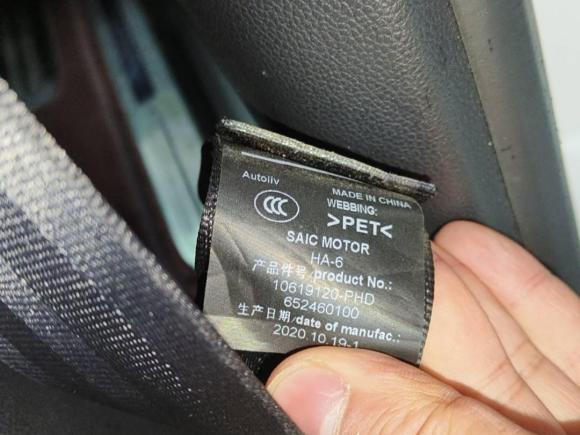 Autoliv
MADE IN CHINA
CCC
WEBBING:
>PET<
SAIC MOTOR
HA-6
产品件号/product No.:
10619120-PHD
652460100
生产日期/date of manufac.:
2020.10.19-1